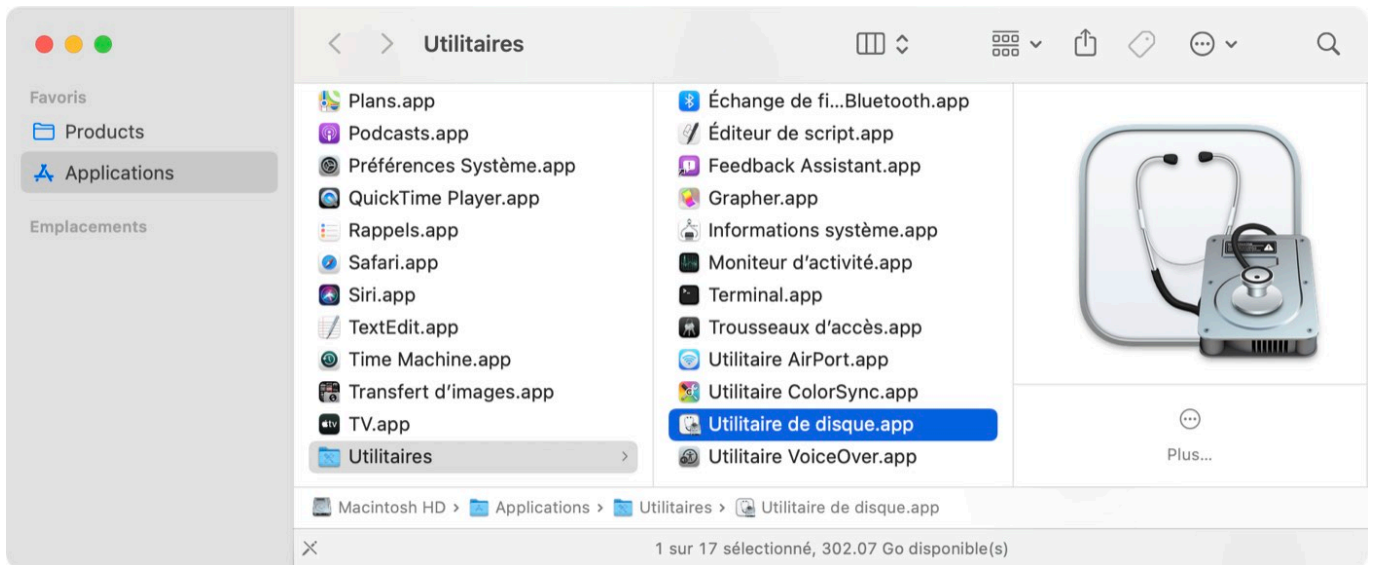 Utilitaires
Favoris
Products
Applications
Emplacements
Plans.app
Podcasts.app
Préférences Système.app
QuickTime Player.app
Rappels.app
Safari.app
Siri.app
TextEdit.app
Time Machine.app
Transfert d'images.app
TV.app
Utilitaires
Échange de fi...Bluetooth.app
Éditeur de script.app
Feedback Assistant.app
Grapher.app
Informations système.app
Moniteur d'activité.app
Terminal.app
Trousseaux d'accès.app
Utilitaire AirPort.app
Utilitaire ColorSync.app
Utilitaire de disque.app
Utilitaire VoiceOver.app
Plus...
Macintosh HD › Applications › Utilitaires › Utilitaire de disque.app
1 sur 17 sélectionné, 302.07 Go disponible(s)